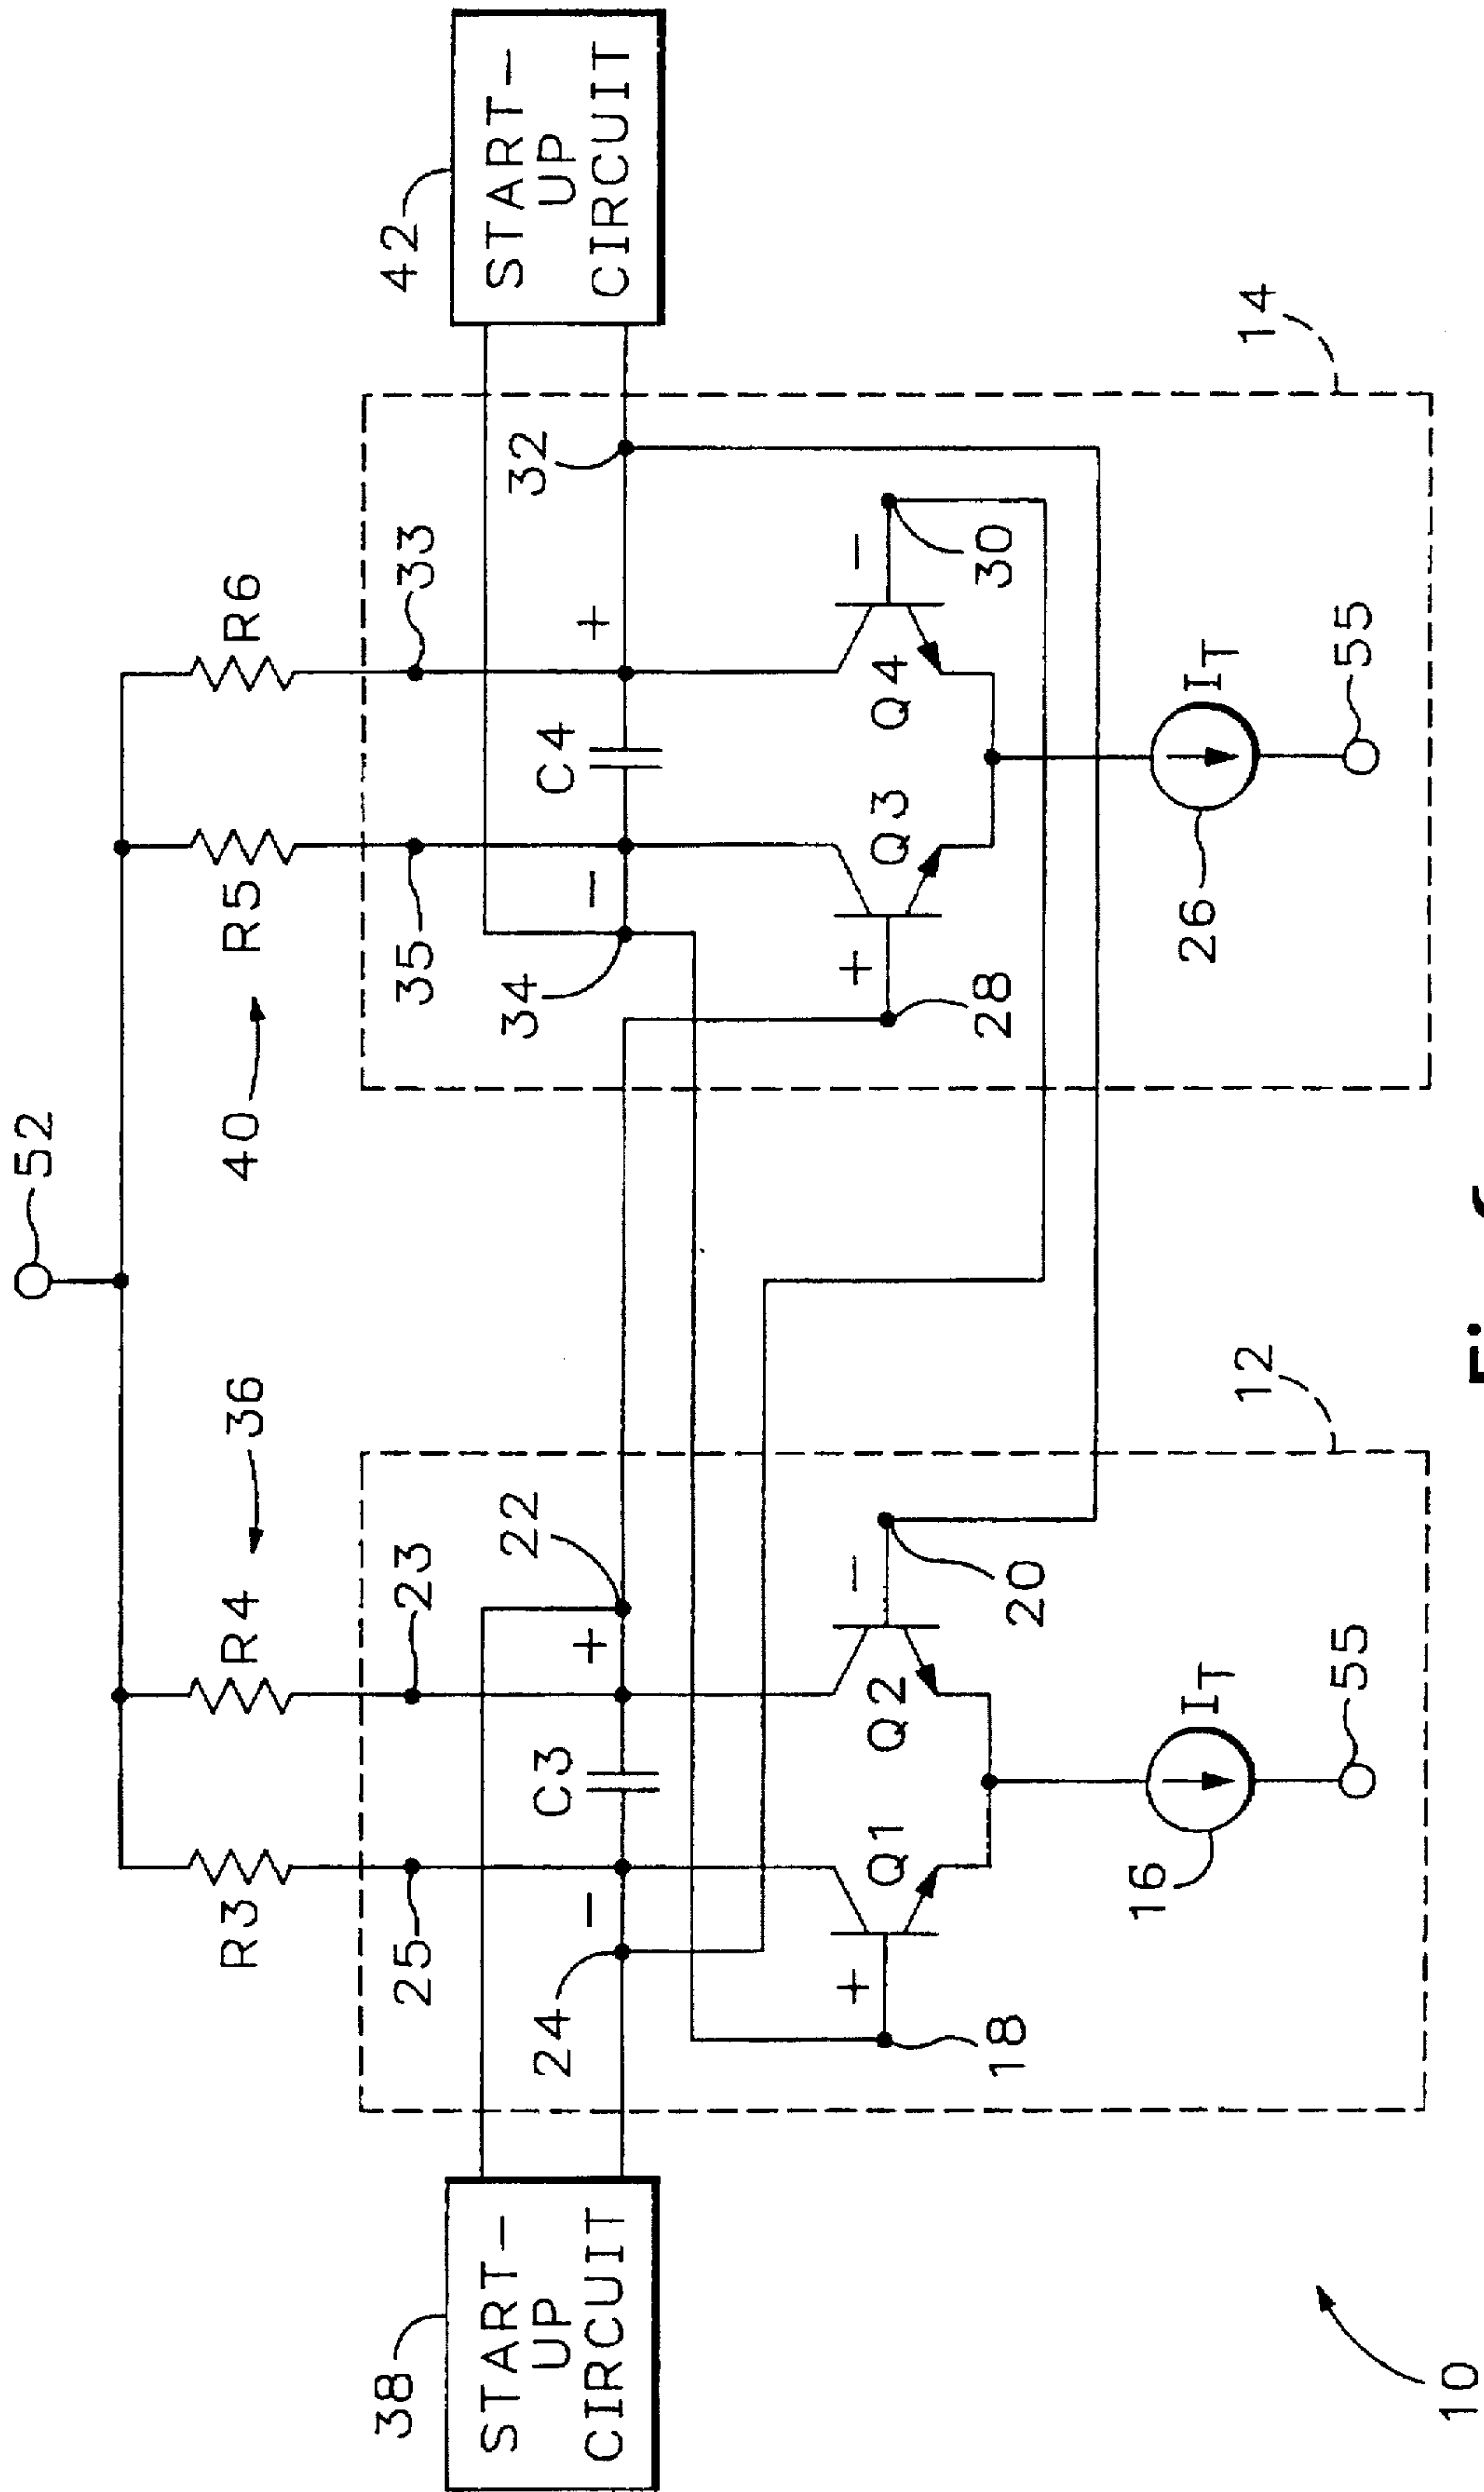 52
36
R3
R4
40
R5
R6
25
23
35
33
38
START-
UP
CIRCUIT
24
-
C3
+
22
34
-
C4
+
32
42
START-
UP
CIRCUIT
+
18
Q1
Q2
-
20
+
28
Q3
Q4
-
30
16
IT
55
12
26
IT
55
14
10